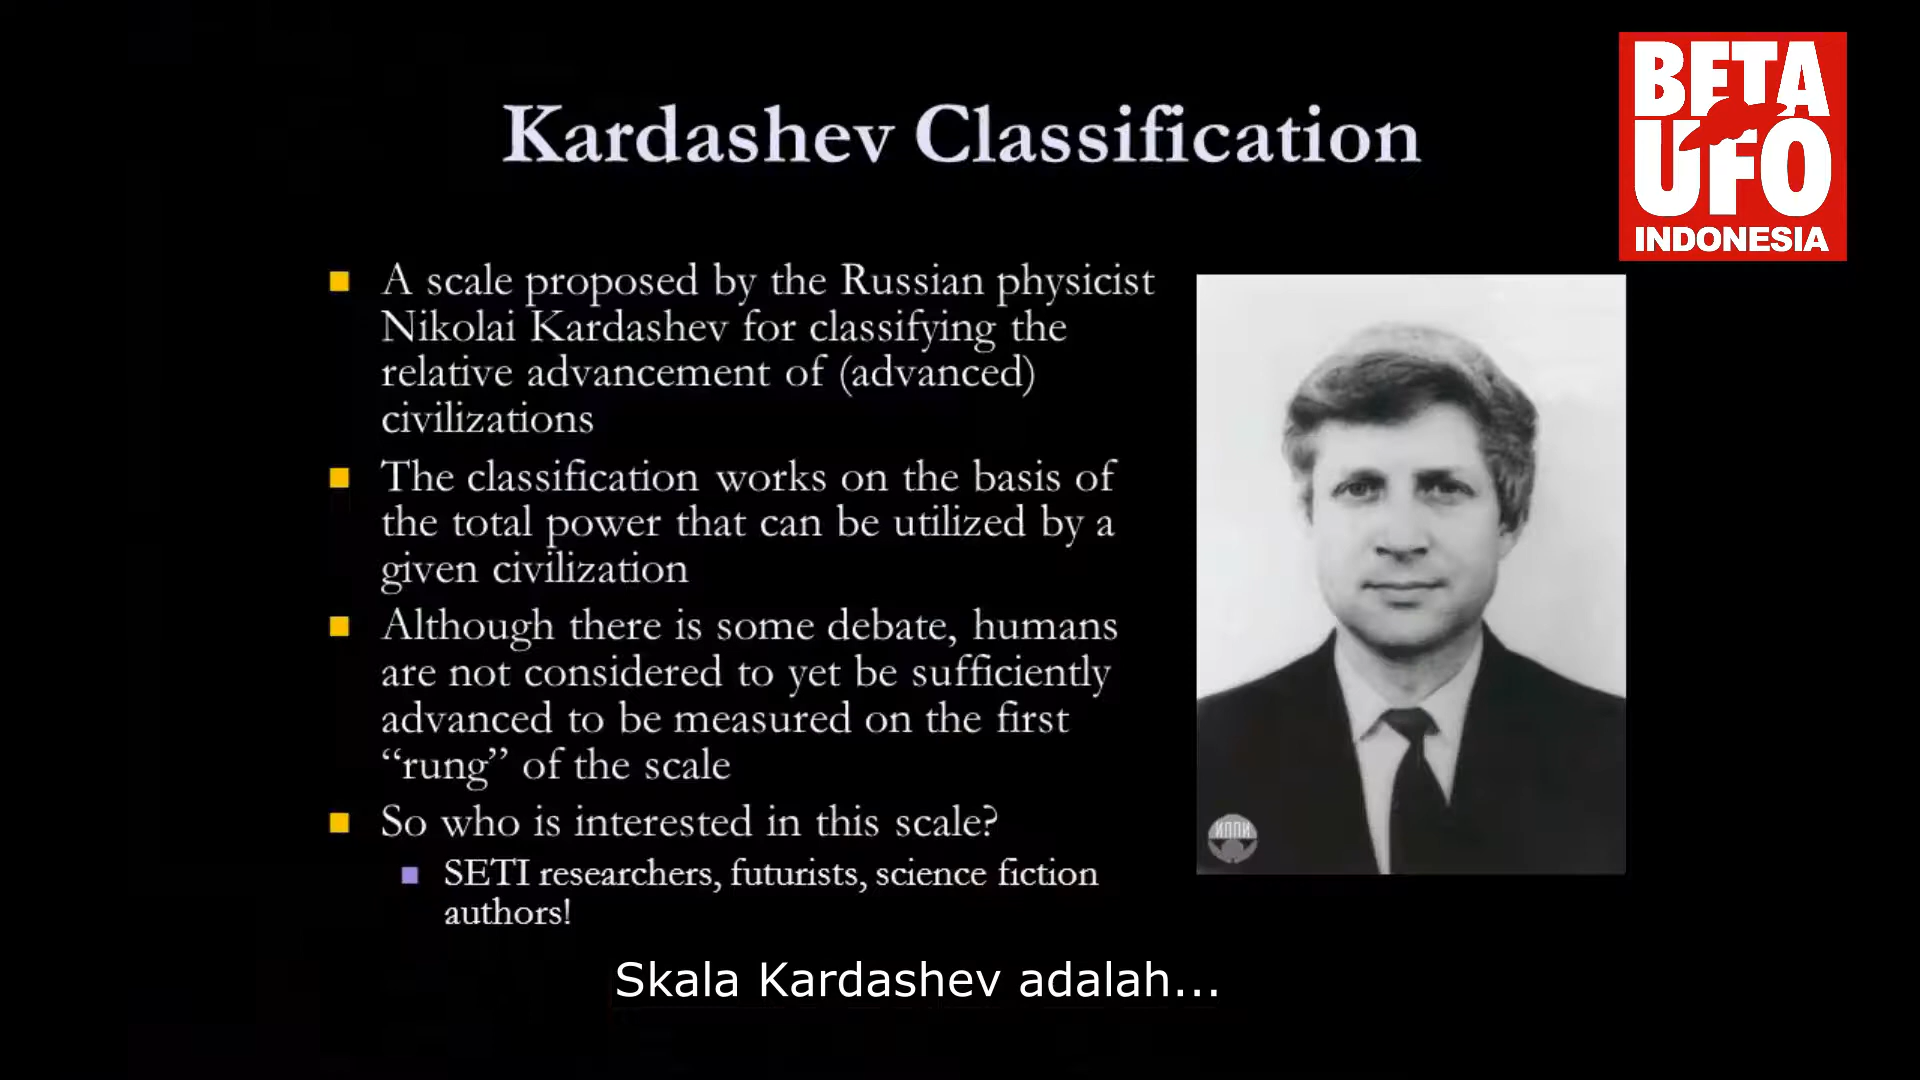 Kardashev Classification
BETA
UFO
INDONESIA
A scale proposed by the Russian physicist
Nikolai Kardashev for classifying the
relative advancement of (advanced)
civilizations
The classification works on the basis of
the total power that can be utilized by a
given civilization
Although there is some debate, humans
are not considered to yet be sufficiently
advanced to be measured on the first
“rung” of the scale
So who is interested in this scale?
SETI researchers, futurists, science fiction
authors!
ИППИ
Skala Kardashev adalah...